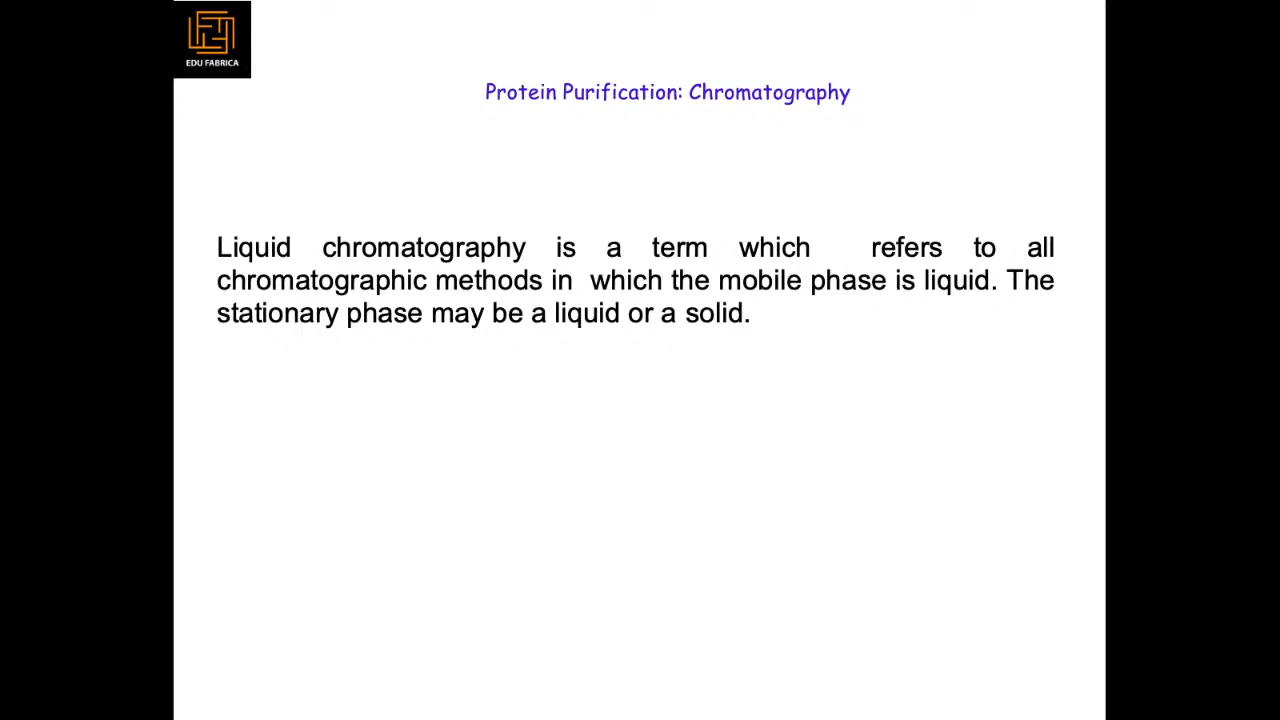 EDU FABRICA
Protein Purification: Chromatography
Liquid chromatography is a term which refers to all
chromatographic methods in which the mobile phase is liquid. The
stationary phase may be a liquid or a solid.